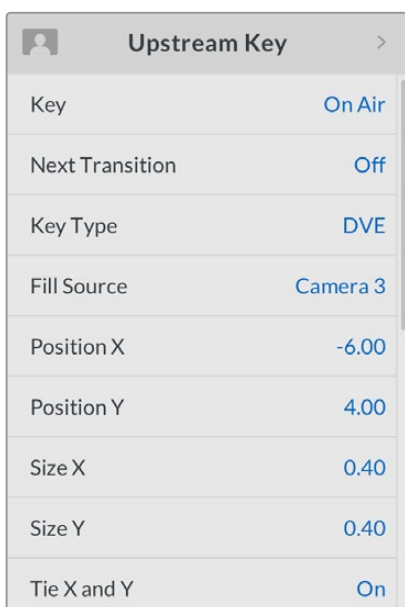 Upstream Key
Key On Air
Next Transition Off
Key Type DVE
Fill Source Camera 3
Position X -6.00
Position Y 4.00
Size X 0.40
Size Y 0.40
Tie X and Y On